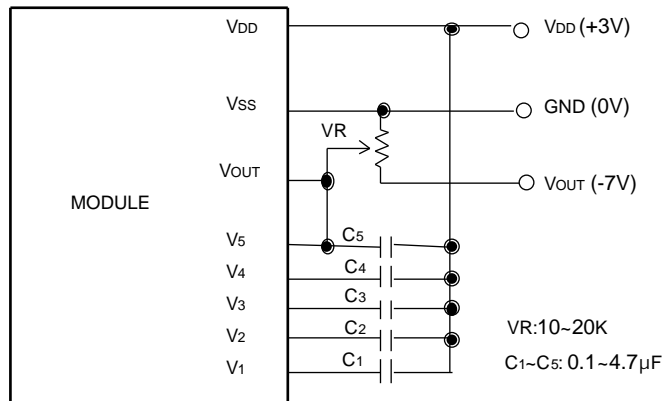 VDD
VDD (+3V)
VSS
GND (0V)
VR
VOUT
VOUT (-7V)
MODULE
V5
C5
V4
C4
V3
C3
V2
C2
V1
C1
VR:10~20K
C1~C5: 0.1~4.7µF